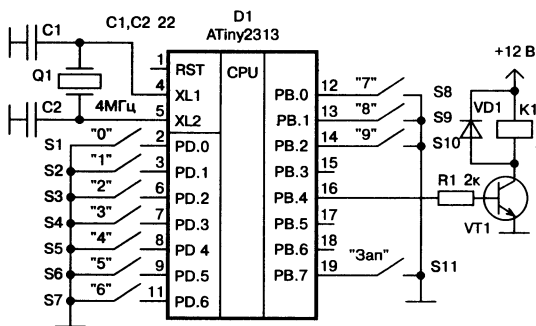 C1,C2 22
D1
ATiny2313
C1
Q1
C2
4МГц
CPU
1 RST
4 XL1
5 XL2
S1 "0" 2 PD.0
S2 "1" 3 PD.1
S3 "2" 6 PD.2
S4 "3" 7 PD.3
S5 "4" 8 PD 4
S6 "5" 9 PD.5
S7 "6" 11 PD.6
PB.0 12 "7" S8
PB.1 13 "8" S9
PB.2 14 "9" S10
PB.3 15
PB.4 16
PB.5 17
PB.6 18
PB.7 19 "Зап" S11
+12 В
VD1
K1
R1 2к
VT1